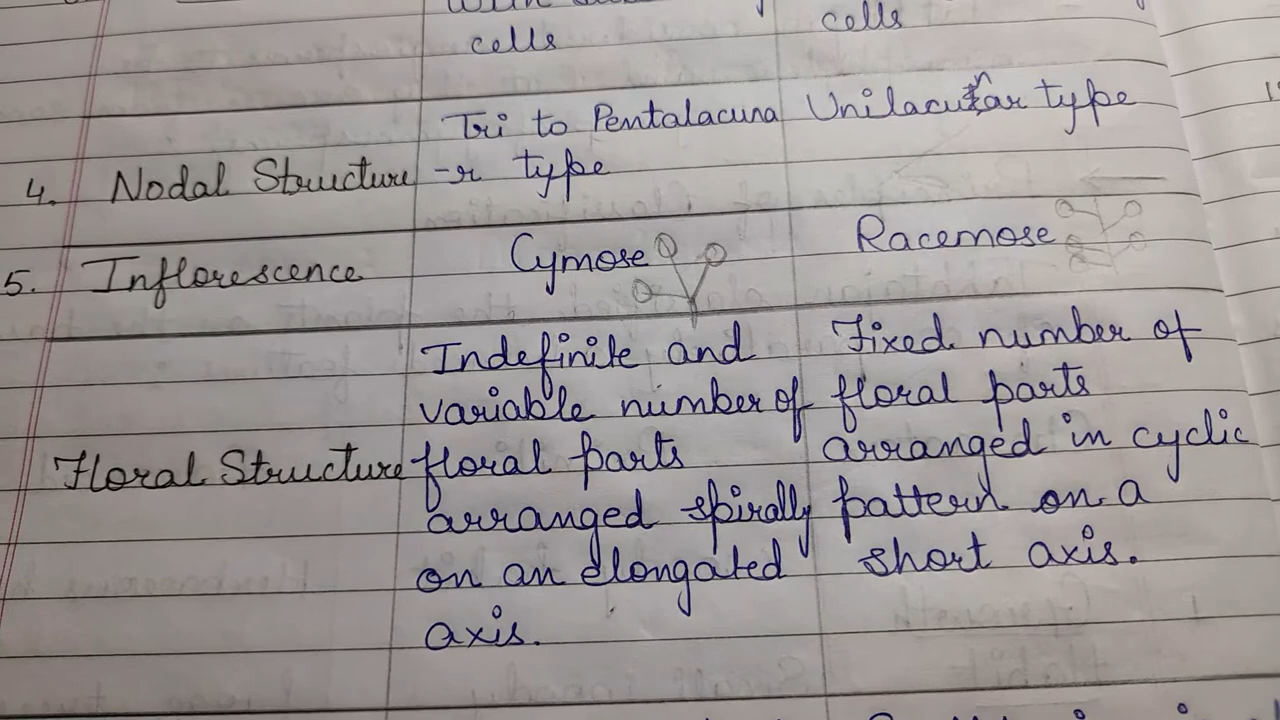 cells
cells
Tri to Pentalacuna
Unilacunar type
4. Nodal Structure
-r type
5. Inflorescence
Cymose
Racemose
Floral Structure
Indefinite and
variable number of
floral parts
arranged spirally
on an elongated
axis.
Fixed number of
floral parts
arranged in cyclic
pattern on a
short axis.